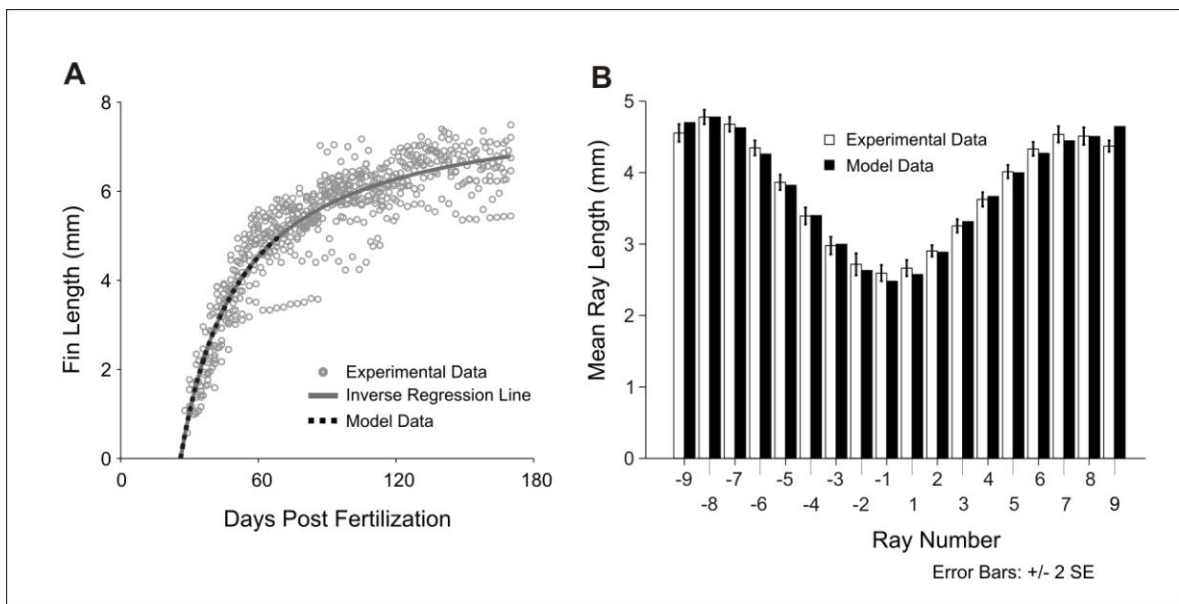 A
8
6
4
2
0
Fin Length (mm)
Experimental Data
Inverse Regression Line
Model Data
0 60 120 180
Days Post Fertilization
B
5
4
3
2
1
0
Mean Ray Length (mm)
Experimental Data
Model Data
-9 -7 -5 -3 -1 2 4 6 8
-8 -6 -4 -2 1 3 5 7 9
Ray Number
Error Bars: +/- 2 SE